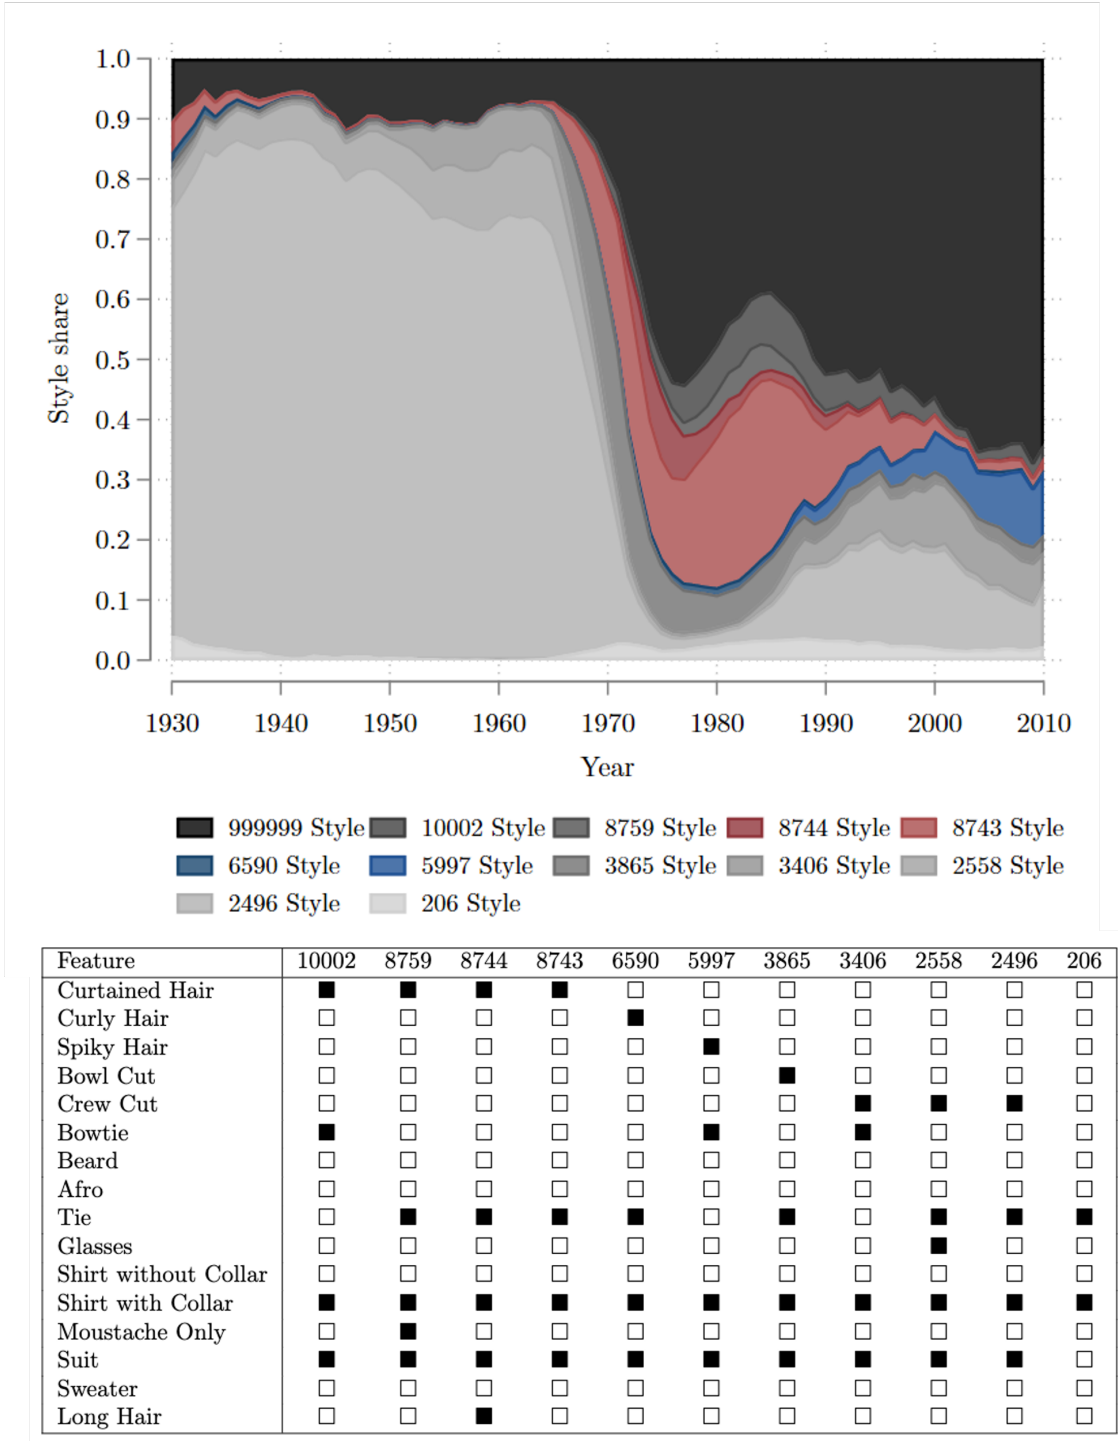 1.0
0.9
0.8
0.7
0.6
0.5
0.4
0.3
0.2
0.1
0.0
Style share
1930 1940 1950 1960 1970 1980 1990 2000 2010
Year
999999 Style 10002 Style 8759 Style 8744 Style 8743 Style
6590 Style 5997 Style 3865 Style 3406 Style 2558 Style
2496 Style 206 Style
Feature 10002 8759 8744 8743 6590 5997 3865 3406 2558 2496 206
Curtained Hair ■ ■ ■ ■ □ □ □ □ □ □ □
Curly Hair □ □ □ □ ■ □ □ □ □ □ □
Spiky Hair □ □ □ □ □ ■ □ □ □ □ □
Bowl Cut □ □ □ □ □ □ ■ □ □ □ □
Crew Cut □ □ □ □ □ □ □ ■ ■ ■ □
Bowtie ■ □ □ □ □ ■ □ ■ □ □ □
Beard □ □ □ □ □ □ □ □ □ □ □
Afro □ □ □ □ □ □ □ □ □ □ □
Tie □ ■ ■ ■ ■ □ ■ □ ■ ■ ■
Glasses □ □ □ □ □ □ □ □ ■ □ □
Shirt without Collar □ □ □ □ □ □ □ □ □ □ □
Shirt with Collar ■ ■ ■ ■ ■ ■ ■ ■ ■ ■ ■
Moustache Only □ ■ □ □ □ □ □ □ □ □ □
Suit ■ ■ ■ ■ ■ ■ ■ ■ ■ ■ □
Sweater □ □ □ □ □ □ □ □ □ □ □
Long Hair □ □ ■ □ □ □ □ □ □ □ □